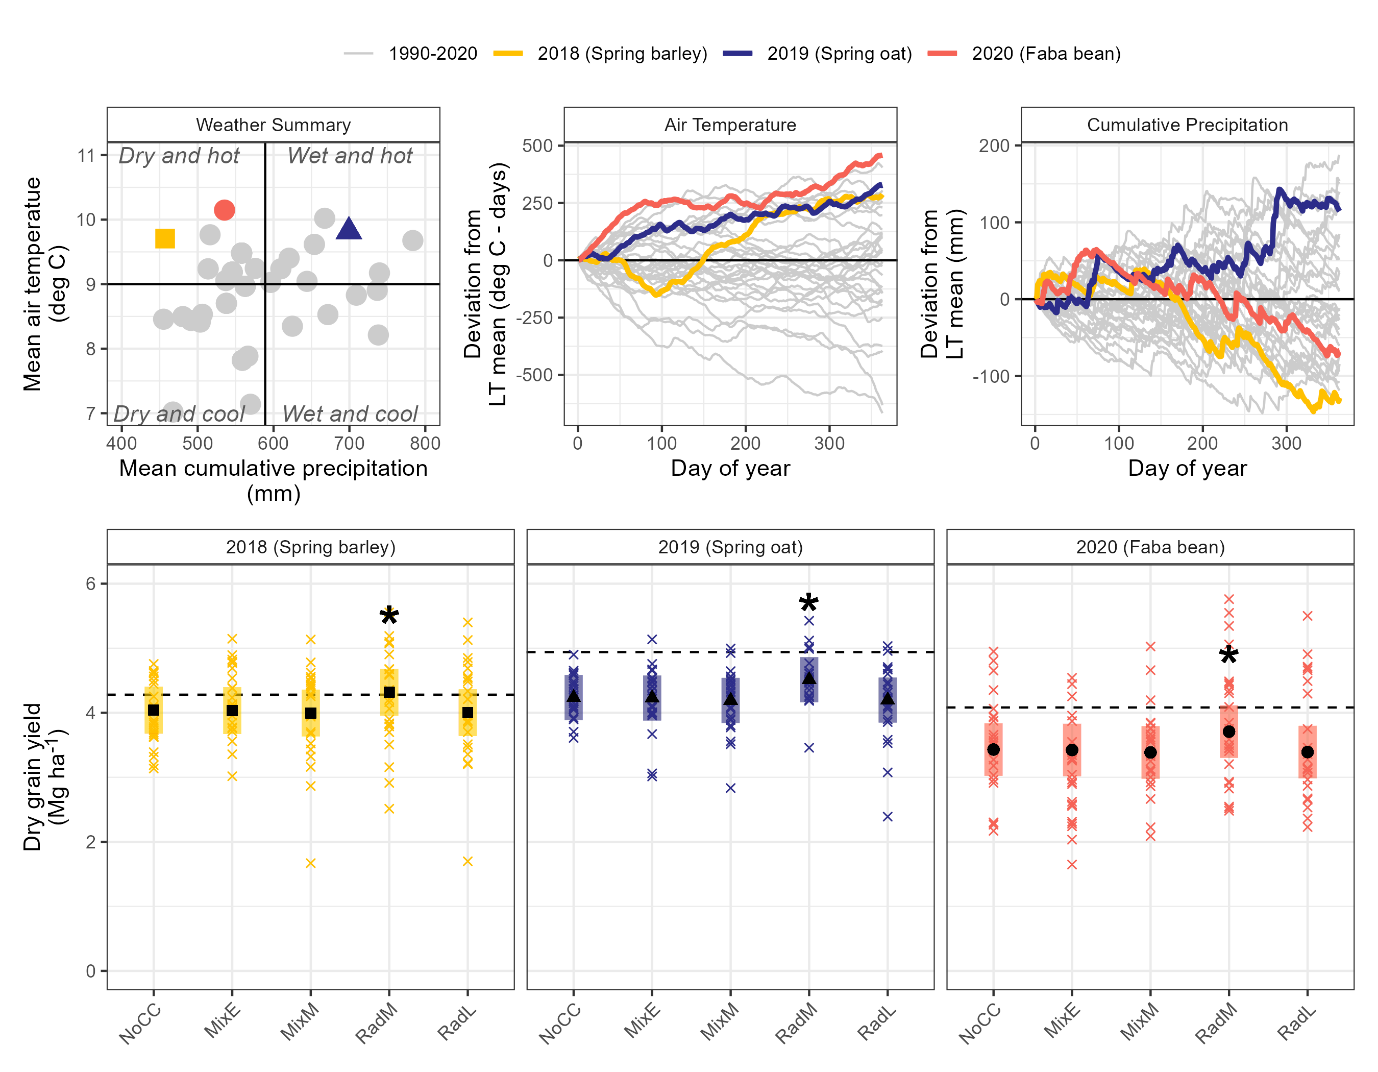 1990-2020 2018 (Spring barley) 2019 (Spring oat) 2020 (Faba bean)
Weather Summary
Dry and hot Wet and hot
Dry and cool Wet and cool
11
10
9
8
7
400 500 600 700 800
Mean air temperatue
(deg C)
Mean cumulative precipitation
(mm)
Air Temperature
500
250
0
-250
-500
0 100 200 300
Deviation from
LT mean (deg C - days)
Day of year
Cumulative Precipitation
200
100
0
-100
0 100 200 300
Deviation from
LT mean (mm)
Day of year
2018 (Spring barley) 2019 (Spring oat) 2020 (Faba bean)
6
4
2
0
Dry grain yield
(Mg ha-1)
*
*
*
NoCC MixE MixM RadM RadL
NoCC MixE MixM RadM RadL
NoCC MixE MixM RadM RadL